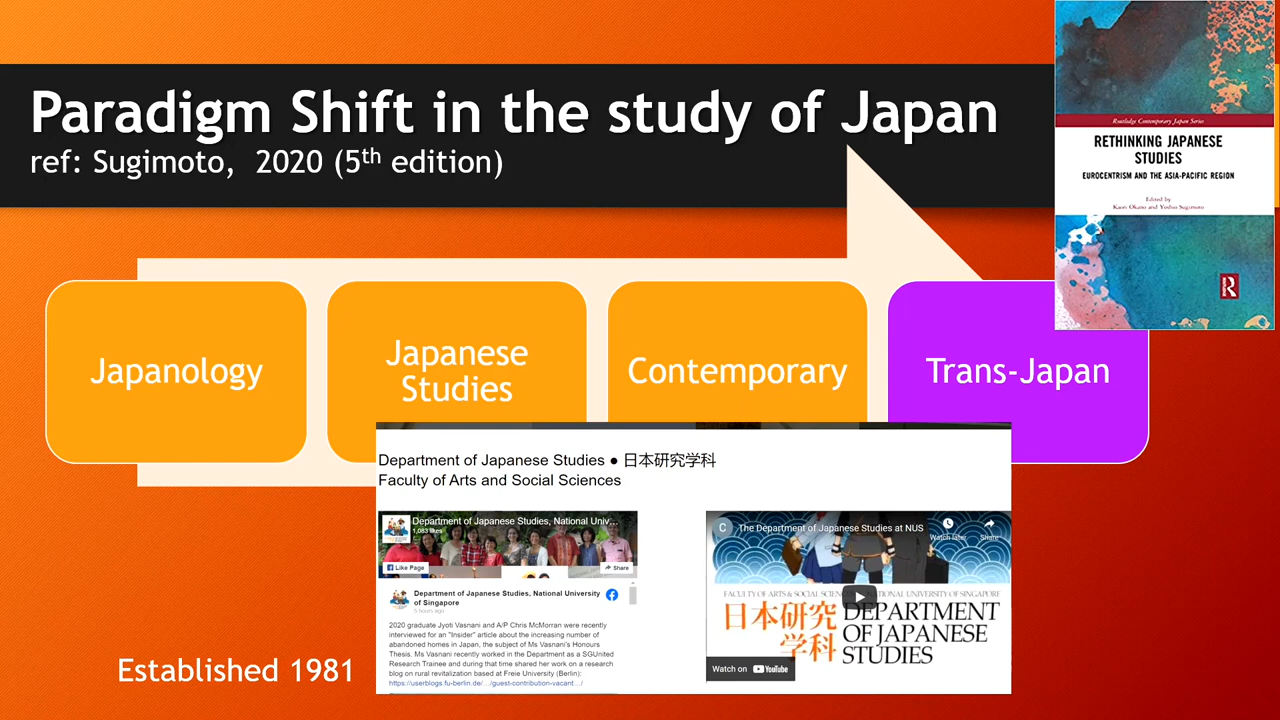 Paradigm Shift in the study of Japan
ref: Sugimoto, 2020 (5th edition)
Routledge Contemporary Japan Series
RETHINKING JAPANESE
STUDIES
EUROCENTRISM AND THE ASIA-PACIFIC REGION
Edited by
Kaori Okano and Yoshio Sugimoto
R
Japanology
Japanese
Studies
Contemporary
Trans-Japan
Department of Japanese Studies ● 日本研究学科
Faculty of Arts and Social Sciences
Department of Japanese Studies, National Univ...
1,083 likes
Like Page
Share
Department of Japanese Studies, National University
of Singapore
5 hours ago
2020 graduate Jyoti Vasnani and A/P Chris McMorran were recently
interviewed for an "Insider" article about the increasing number of
abandoned homes in Japan, the subject of Ms Vasnani's Honours
Thesis. Ms Vasnani recently worked in the Department as a SGUnited
Research Trainee and during that time shared her work on a research
blog on rural revitalization based at Freie University (Berlin):
https://userblogs.fu-berlin.de/.../guest-contribution-vacant.../
C
The Department of Japanese Studies at NUS
Watch later
Share
FACULTY OF ARTS & SOCIAL SCIENCES NATIONAL UNIVERSITY OF SINGAPORE
日本研究
学科
DEPARTMENT
OF JAPANESE
STUDIES
Watch on YouTube
Established 1981